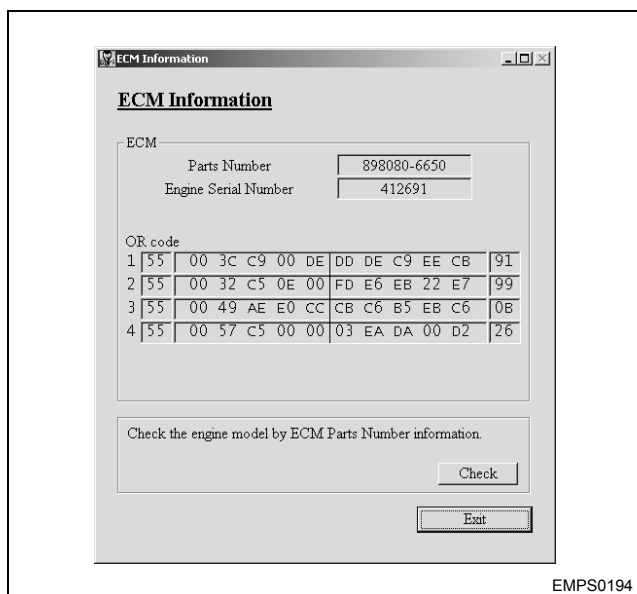 ECM Information
ECM Information
ECM
Parts Number 898080-6650
Engine Serial Number 412691
QR code
1 55 00 3C C9 00 DE DD DE C9 EE CB 91
2 55 00 32 C5 0E 00 FD E6 EB 22 E7 99
3 55 00 49 AE E0 CC CB C6 B5 EB C6 0B
4 55 00 57 C5 00 00 03 EA DA 00 D2 26
Check the engine model by ECM Parts Number information.
Check
Exit
EMPS0194